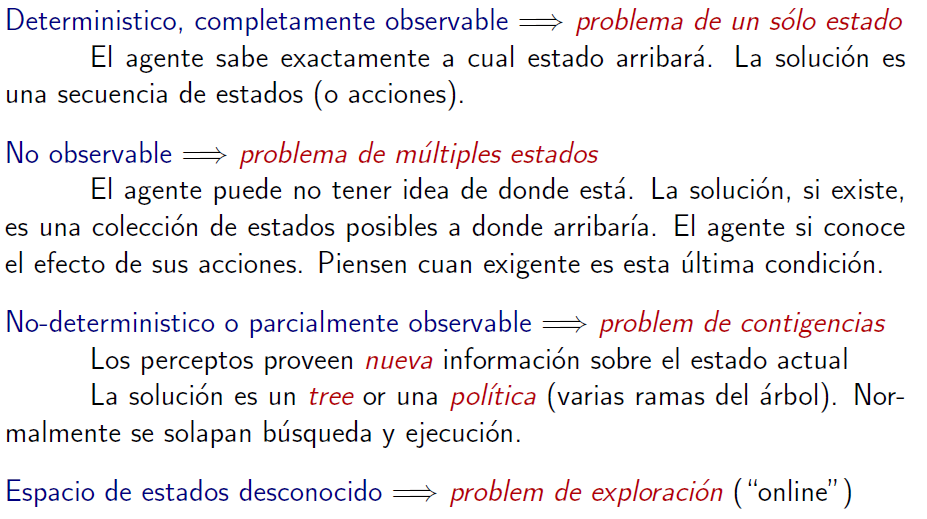 Deterministico, completamente observable ⟹ problema de un sólo estado
El agente sabe exactamente a cual estado arribará. La solución es
una secuencia de estados (o acciones).
No observable ⟹ problema de múltiples estados
El agente puede no tener idea de donde está. La solución, si existe,
es una colección de estados posibles a donde arribaría. El agente si conoce
el efecto de sus acciones. Piensen cuan exigente es esta última condición.
No-deterministico o parcialmente observable ⟹ problem de contigencias
Los perceptos proveen nueva información sobre el estado actual
La solución es un tree or una política (varias ramas del árbol). Nor-
malmente se solapan búsqueda y ejecución.
Espacio de estados desconocido ⟹ problem de exploración (“online”)